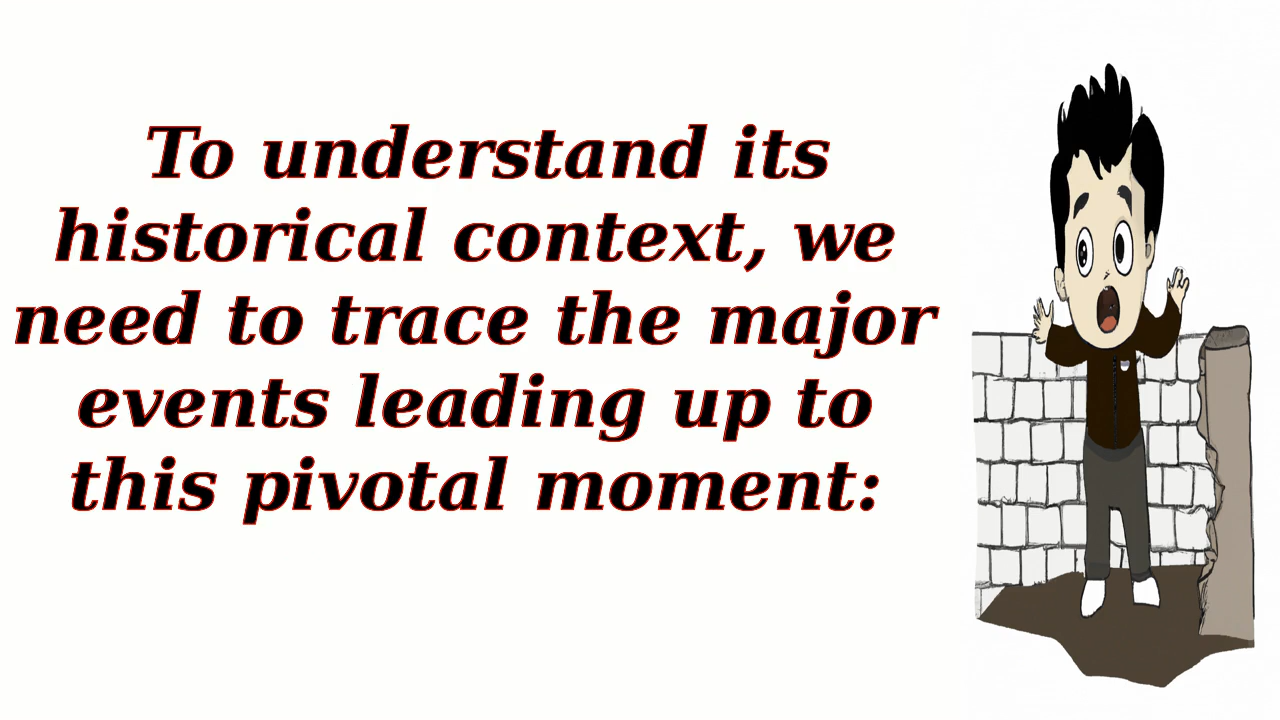 To understand its
historical context, we
need to trace the major
events leading up to
this pivotal moment: